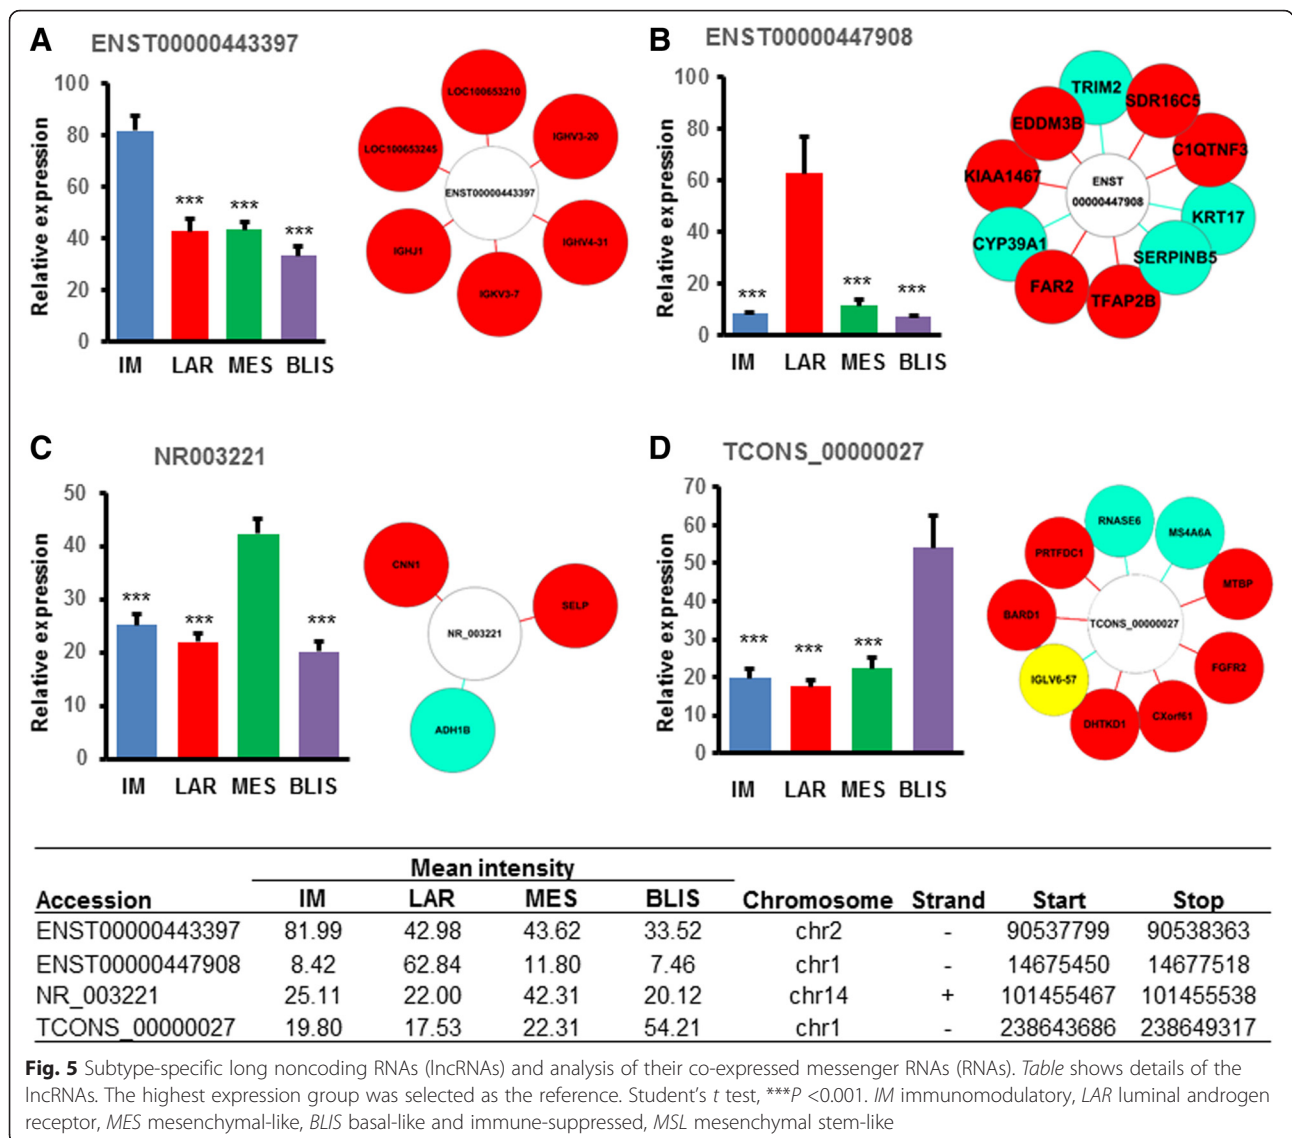 A ENST00000443397
Relative expression
100
80
60
40
20
0
***
***
***
IM LAR MES BLIS
LOC100653210
IGHV3-20
LOC100653245
ENST00000443397
IGHJ1
IGHV4-31
IGKV3-7
B ENST00000447908
Relative expression
100
80
60
40
20
0
***
***
***
IM LAR MES BLIS
TRIM2
SDR16C5
EDDM3B
C1QTNF3
KIAA1467
ENST
00000447908
KRT17
CYP39A1
SERPINB5
FAR2
TFAP2B
C NR003221
Relative expression
50
40
30
20
10
0
***
***
***
IM LAR MES BLIS
CNN1
SELP
NR_003221
ADH1B
D TCONS_00000027
Relative expression
70
60
50
40
30
20
10
0
***
***
***
IM LAR MES BLIS
RNASE6
MS4A6A
PRTFDC1
MTBP
BARD1
TCONS_00000027
FGFR2
IGLV6-57
DHTKD1
CXorf61
Mean intensity
Accession IM LAR MES BLIS Chromosome Strand Start Stop
ENST00000443397 81.99 42.98 43.62 33.52 chr2 - 90537799 90538363
ENST00000447908 8.42 62.84 11.80 7.46 chr1 - 14675450 14677518
NR_003221 25.11 22.00 42.31 20.12 chr14 + 101455467 101455538
TCONS_00000027 19.80 17.53 22.31 54.21 chr1 - 238643686 238649317
Fig. 5 Subtype-specific long noncoding RNAs (lncRNAs) and analysis of their co-expressed messenger RNAs (RNAs). Table shows details of the
lncRNAs. The highest expression group was selected as the reference. Student's t test, ***P <0.001. IM immunomodulatory, LAR luminal androgen
receptor, MES mesenchymal-like, BLIS basal-like and immune-suppressed, MSL mesenchymal stem-like